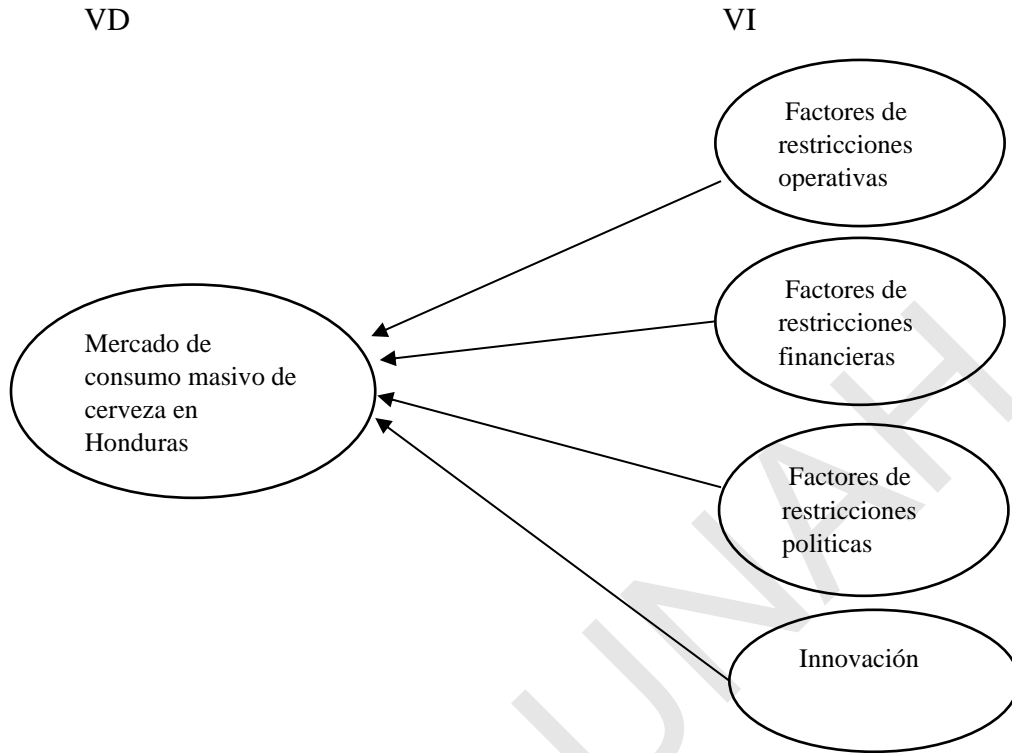 VD
VI
Factores de
restricciones
operativas
Factores de
restricciones
financieras
Mercado de
consumo masivo de
cerveza en
Honduras
Factores de
restricciones
politicas
Innovación
UNAH